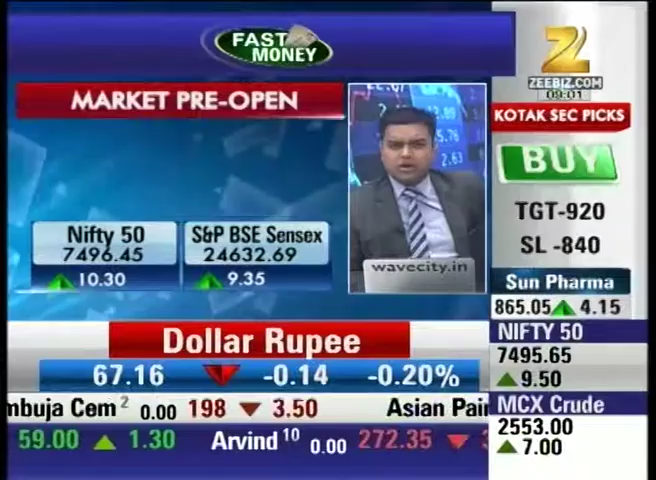 FAST
MONEY
ZEEBIZ.COM
09:01
MARKET PRE-OPEN
KOTAK SEC PICKS
BUY
TGT-920
SL -840
Nifty 50
7496.45
10.30
S&P BSE Sensex
24632.69
9.35
wavecity.in
Sun Pharma
865.05 4.15
Dollar Rupee
67.16 -0.14 -0.20%
NIFTY 50
7495.65
9.50
mbuja Cem 2 0.00 198 3.50 Asian Pain
MCX Crude
2553.00
7.00
59.00 1.30 Arvind 10 0.00 272.35